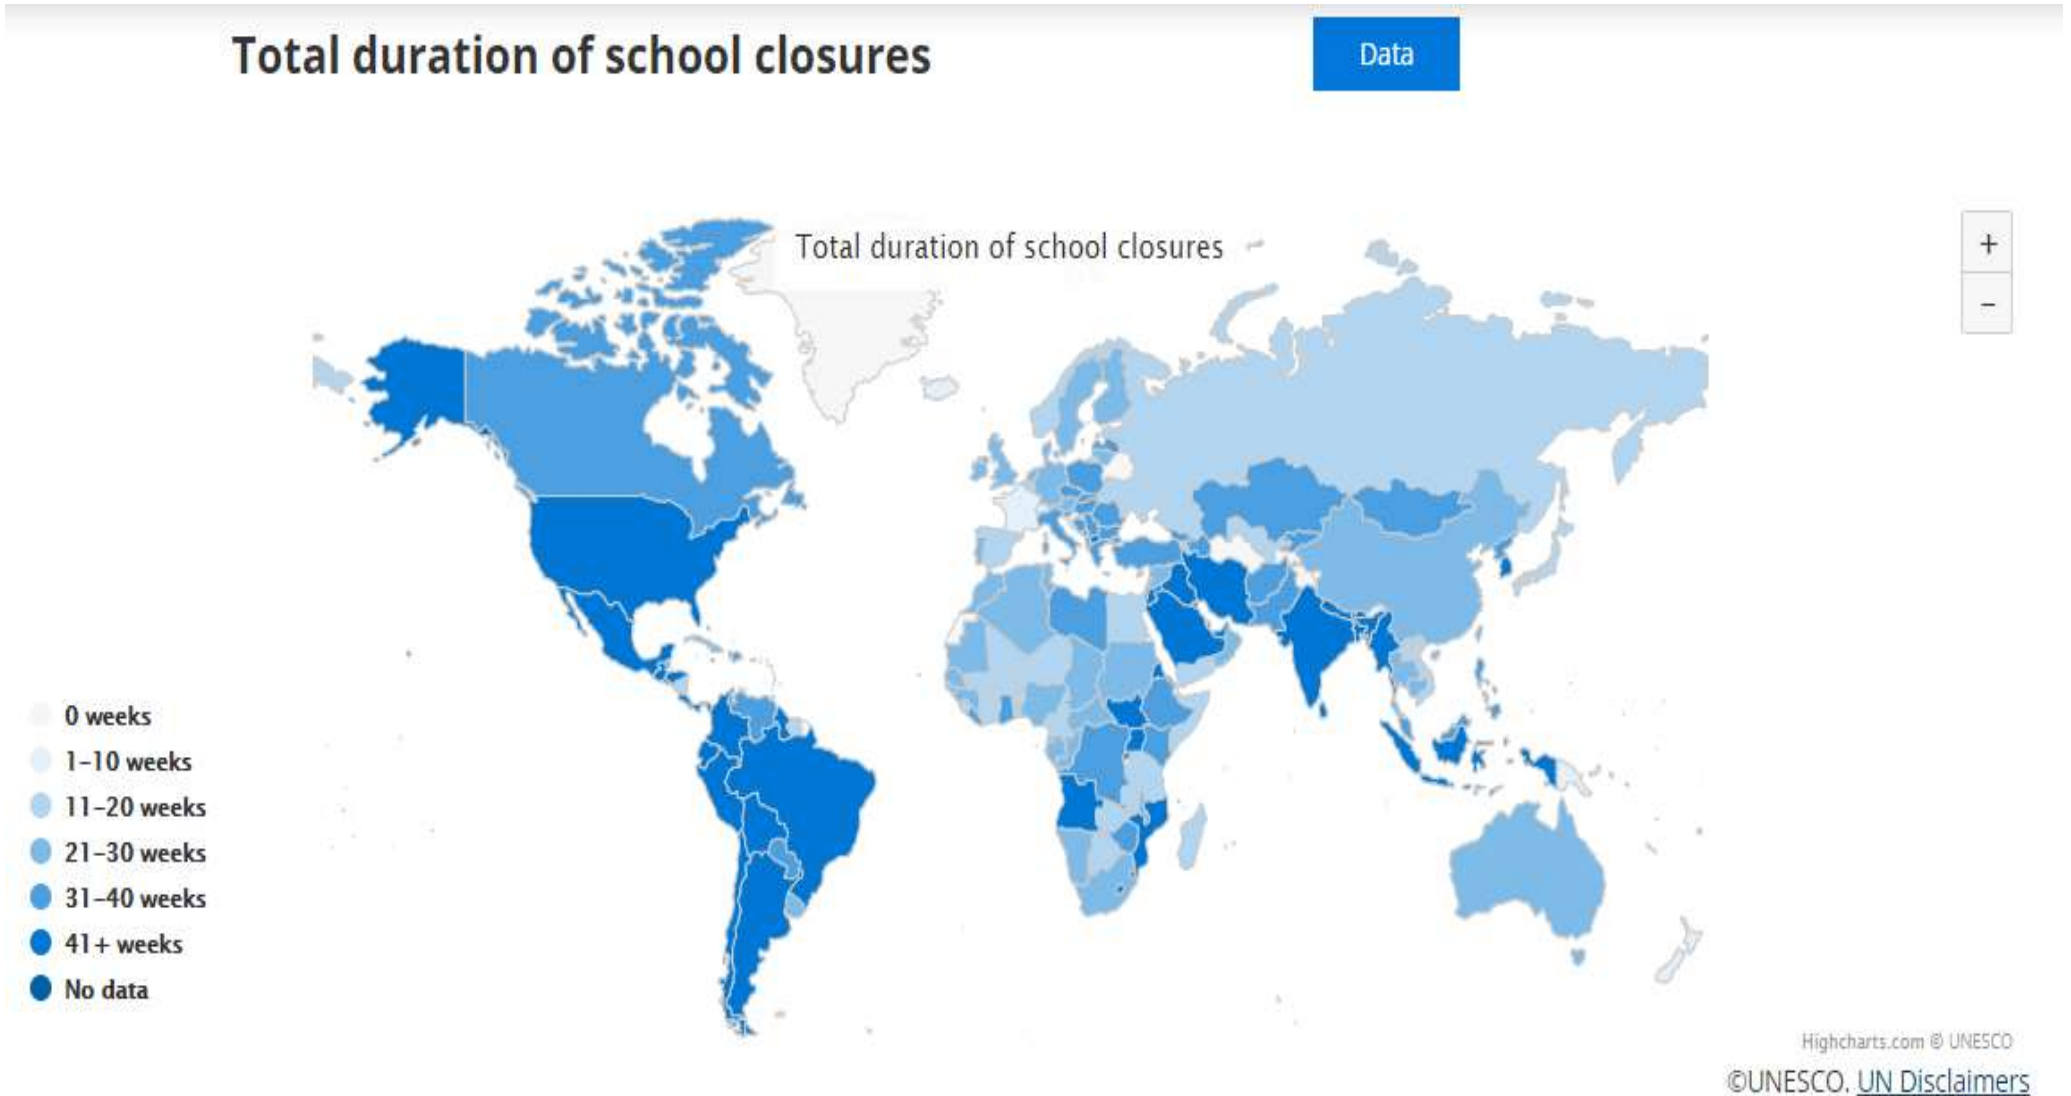 Total duration of school closures
Data
Total duration of school closures
+
−
0 weeks
1–10 weeks
11–20 weeks
21–30 weeks
31–40 weeks
41+ weeks
No data
Highcharts.com © UNESCO
©UNESCO. UN Disclaimers